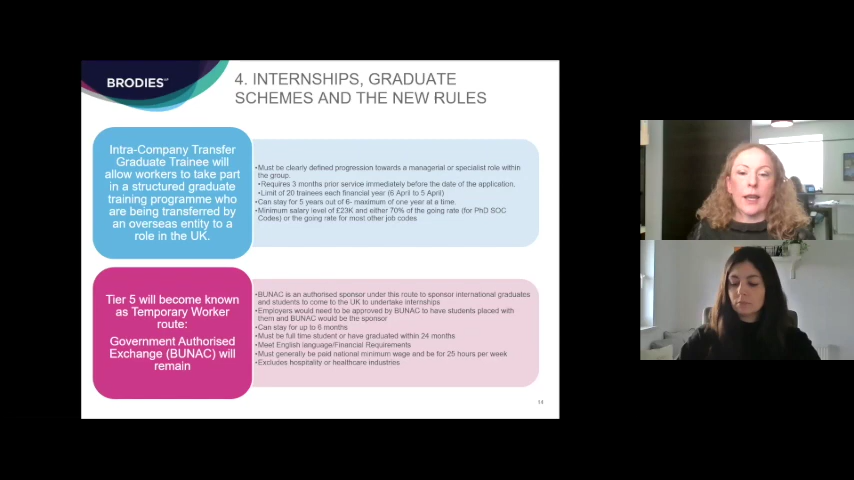 BRODIES LLP
4. INTERNSHIPS, GRADUATE
SCHEMES AND THE NEW RULES
Intra-Company Transfer
Graduate Trainee will
allow workers to take part
in a structured graduate
training programme who
are being transferred by
an overseas entity to a
role in the UK.
•Must be clearly defined progression towards a managerial or specialist role within
the group.
•Requires 3 months prior service immediately before the date of the application.
•Limit of 20 trainees each financial year (6 April to 5 April)
•Can stay for 5 years out of 6- maximum of one year at a time.
•Minimum salary level of £23K and either 70% of the going rate (for PhD SOC
Codes) or the going rate for most other job codes
Tier 5 will become known
as Temporary Worker
route:
Government Authorised
Exchange (BUNAC) will
remain
•BUNAC is an authorised sponsor under this route to sponsor international graduates
and students to come to the UK to undertake internships
•Employers would need to be approved by BUNAC to have students placed with
them and BUNAC would be the sponsor
•Can stay for up to 6 months
•Must be full time student or have graduated within 24 months
•Meet English language/Financial Requirements
•Must generally be paid national minimum wage and be for 25 hours per week
•Excludes hospitality or healthcare industries
14